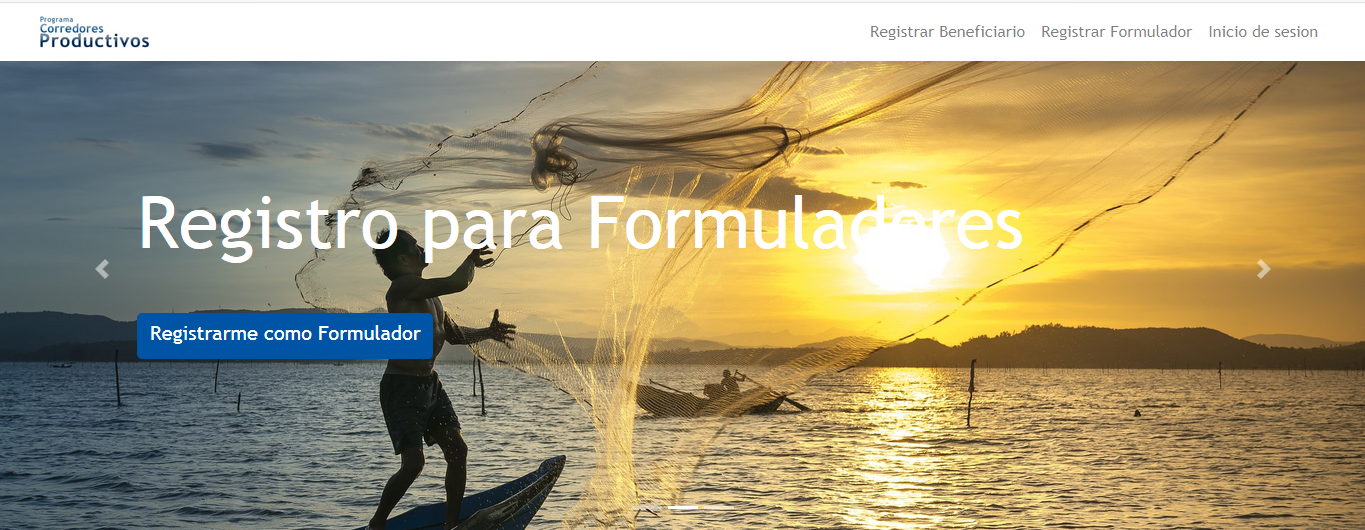 Programa
Corredores
Productivos
Registrar Beneficiario
Registrar Formulador
Inicio de sesion
Registro para Formuladores
Registrarme como Formulador